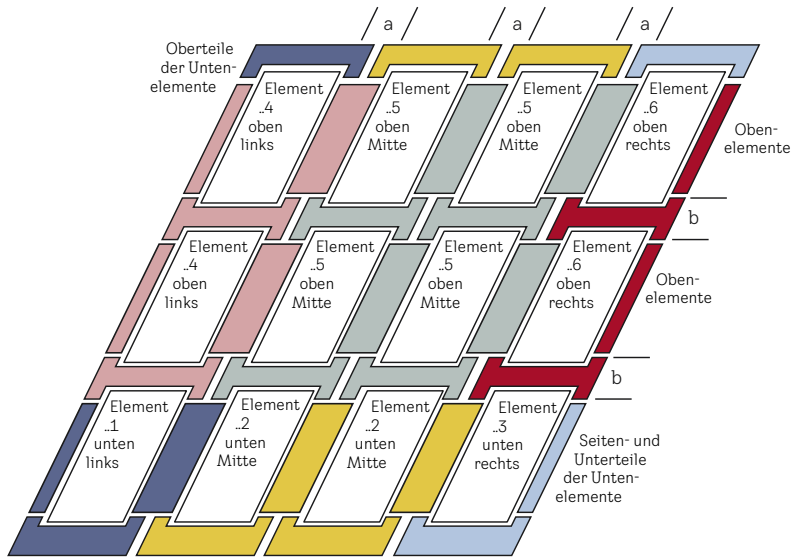 a
a
a
Oberteile
der Unten-
elemente
Element
..4
oben
links
Element
..5
oben
Mitte
Element
..5
oben
Mitte
Element
..6
oben
rechts
Oben-
elemente
b
Element
..4
oben
links
Element
..5
oben
Mitte
Element
..5
oben
Mitte
Element
..6
oben
rechts
Oben-
elemente
b
Element
..1
unten
links
Element
..2
unten
Mitte
Element
..2
unten
Mitte
Element
..3
unten
rechts
Seiten- und
Unterteile
der Unten-
elemente